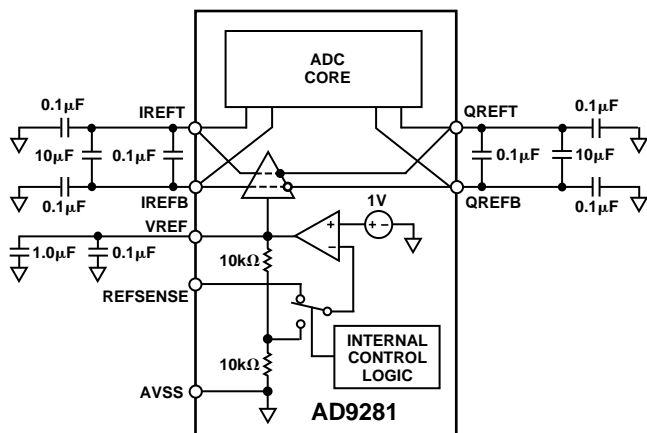 ADC
CORE
0.1µF
IREFT
QREFT
0.1µF
10µF
0.1µF
0.1µF
10µF
IREFB
QREFB
0.1µF
0.1µF
VREF
1V
+ −
+
−
1.0µF
0.1µF
10kΩ
REFSENSE
INTERNAL
CONTROL
LOGIC
10kΩ
AVSS
AD9281